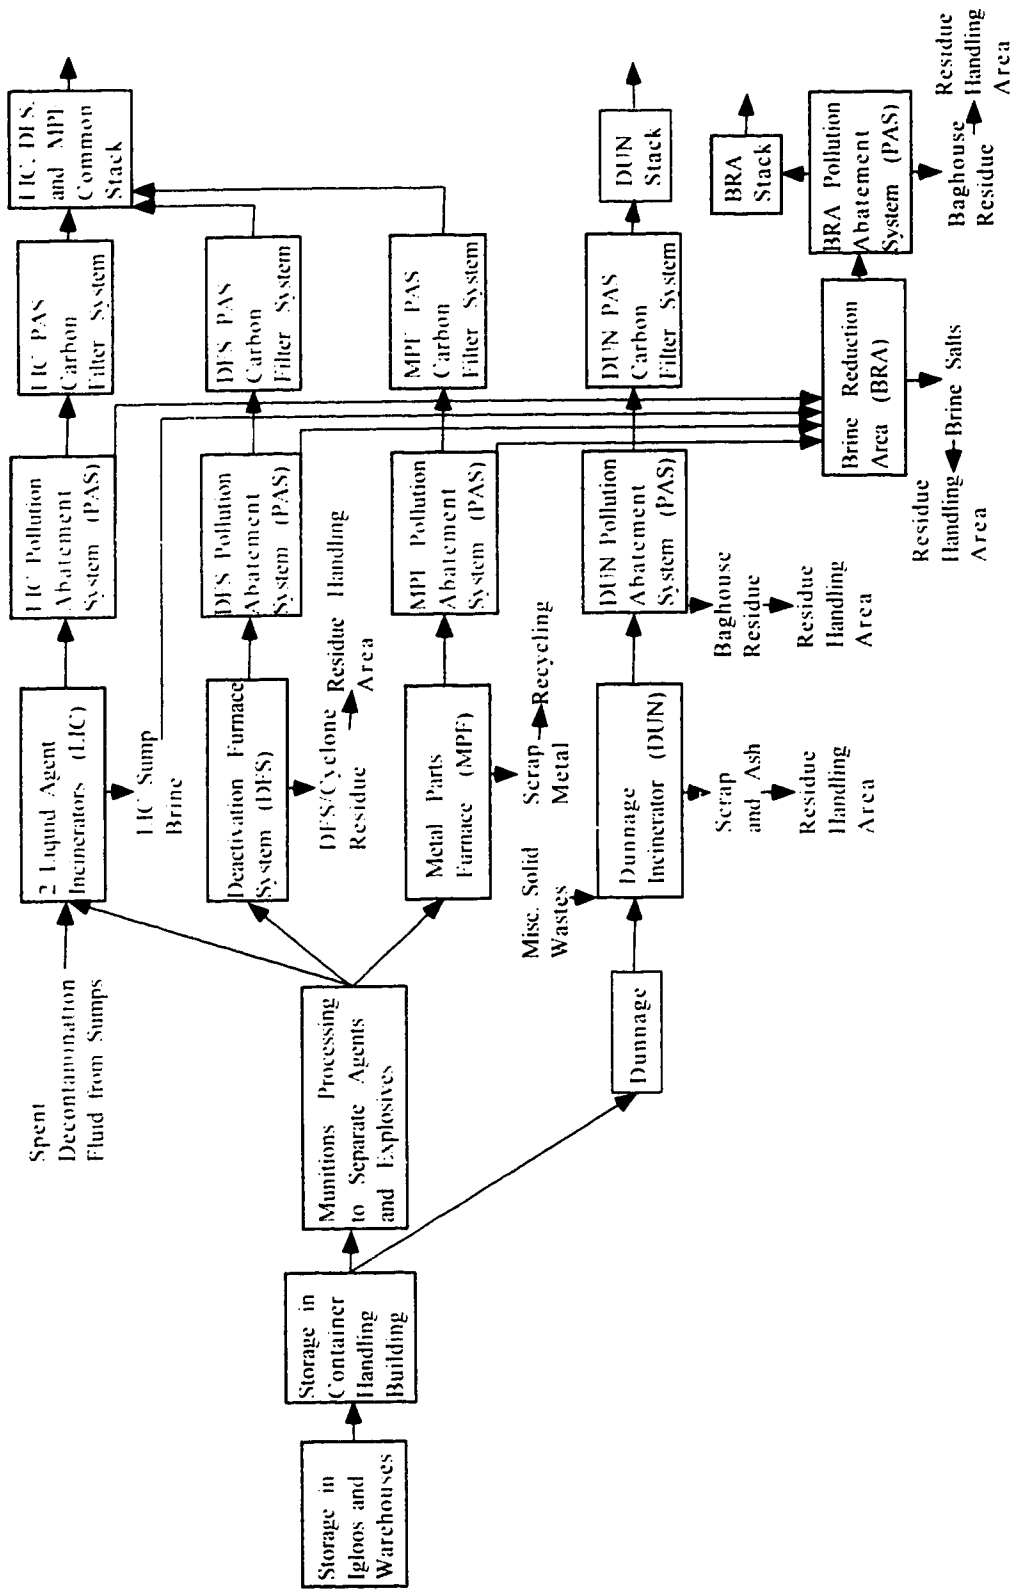 Storage in
Igloos and
Warehouses
Storage in
Container
Handling
Building
Munitions Processing
to Separate Agents
and Explosives
Dunnage
Spent
Decontamination
Fluid from Sumps
2 Liquid Agent
Incinerators (LIC)
LIC Sump
Brine
Deactivation Furnace
System (DFS)
DFS/Cyclone
Residue
Residue Handling
Area
Metal Parts
Furnace (MPF)
Scrap
Metal
Recycling
Misc. Solid
Wastes
Dunnage
Incinerator (DUN)
Scrap
and Ash
Residue
Handling
Area
LIC Pollution
Abatement
System (PAS)
DFS Pollution
Abatement
System (PAS)
MPF Pollution
Abatement
System (PAS)
DUN Pollution
Abatement
System (PAS)
Baghouse
Residue
Residue
Handling
Area
LIC PAS
Carbon
Filter System
DFS PAS
Carbon
Filter System
MPF PAS
Carbon
Filter System
DUN PAS
Carbon
Filter System
LIC, DFS,
and MPF
Common
Stack
DUN
Stack
Brine Reduction
Area (BRA)
Brine Salts
Residue
Handling
Area
BRA Pollution
Abatement
System (PAS)
BRA
Stack
Baghouse
Residue
Residue
Handling
Area